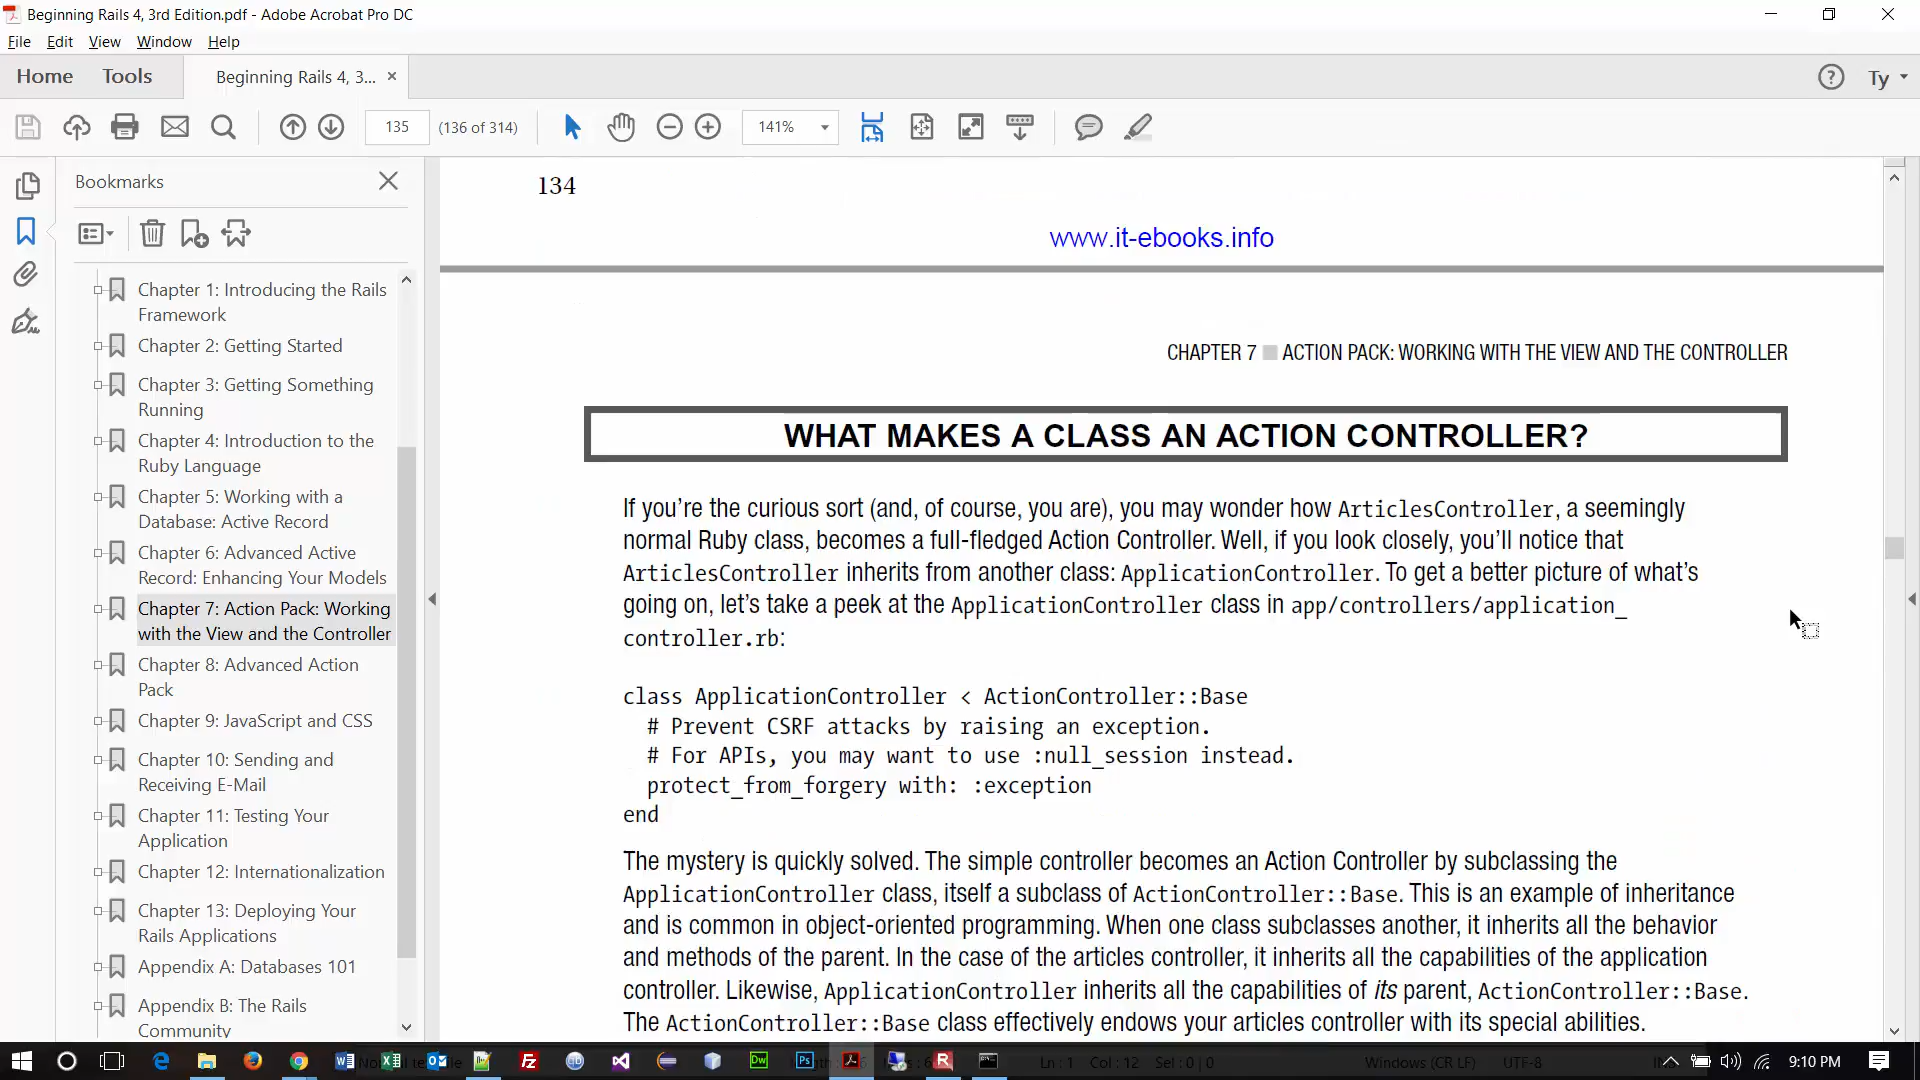 Beginning Rails 4, 3rd Edition.pdf - Adobe Acrobat Pro DC
File Edit View Window Help
Home Tools Beginning Rails 4, 3... × Ty
135 (136 of 314) 141%
Bookmarks
Chapter 1: Introducing the Rails
Framework
Chapter 2: Getting Started
Chapter 3: Getting Something
Running
Chapter 4: Introduction to the
Ruby Language
Chapter 5: Working with a
Database: Active Record
Chapter 6: Advanced Active
Record: Enhancing Your Models
Chapter 7: Action Pack: Working
with the View and the Controller
Chapter 8: Advanced Action
Pack
Chapter 9: JavaScript and CSS
Chapter 10: Sending and
Receiving E-Mail
Chapter 11: Testing Your
Application
Chapter 12: Internationalization
Chapter 13: Deploying Your
Rails Applications
Appendix A: Databases 101
Appendix B: The Rails
Community
134
www.it-ebooks.info
CHAPTER 7 ■ ACTION PACK: WORKING WITH THE VIEW AND THE CONTROLLER
WHAT MAKES A CLASS AN ACTION CONTROLLER?
If you’re the curious sort (and, of course, you are), you may wonder how ArticlesController, a seemingly
normal Ruby class, becomes a full-fledged Action Controller. Well, if you look closely, you’ll notice that
ArticlesController inherits from another class: ApplicationController. To get a better picture of what’s
going on, let’s take a peek at the ApplicationController class in app/controllers/application_
controller.rb:
class ApplicationController < ActionController::Base
# Prevent CSRF attacks by raising an exception.
# For APIs, you may want to use :null_session instead.
protect_from_forgery with: :exception
end
The mystery is quickly solved. The simple controller becomes an Action Controller by subclassing the
ApplicationController class, itself a subclass of ActionController::Base. This is an example of inheritance
and is common in object-oriented programming. When one class subclasses another, it inherits all the behavior
and methods of the parent. In the case of the articles controller, it inherits all the capabilities of the application
controller. Likewise, ApplicationController inherits all the capabilities of its parent, ActionController::Base.
The ActionController::Base class effectively endows your articles controller with its special abilities.
Ln : 1 Col : 12 Sel : 0 | 0 Windows (CR LF) UTF-8 9:10 PM